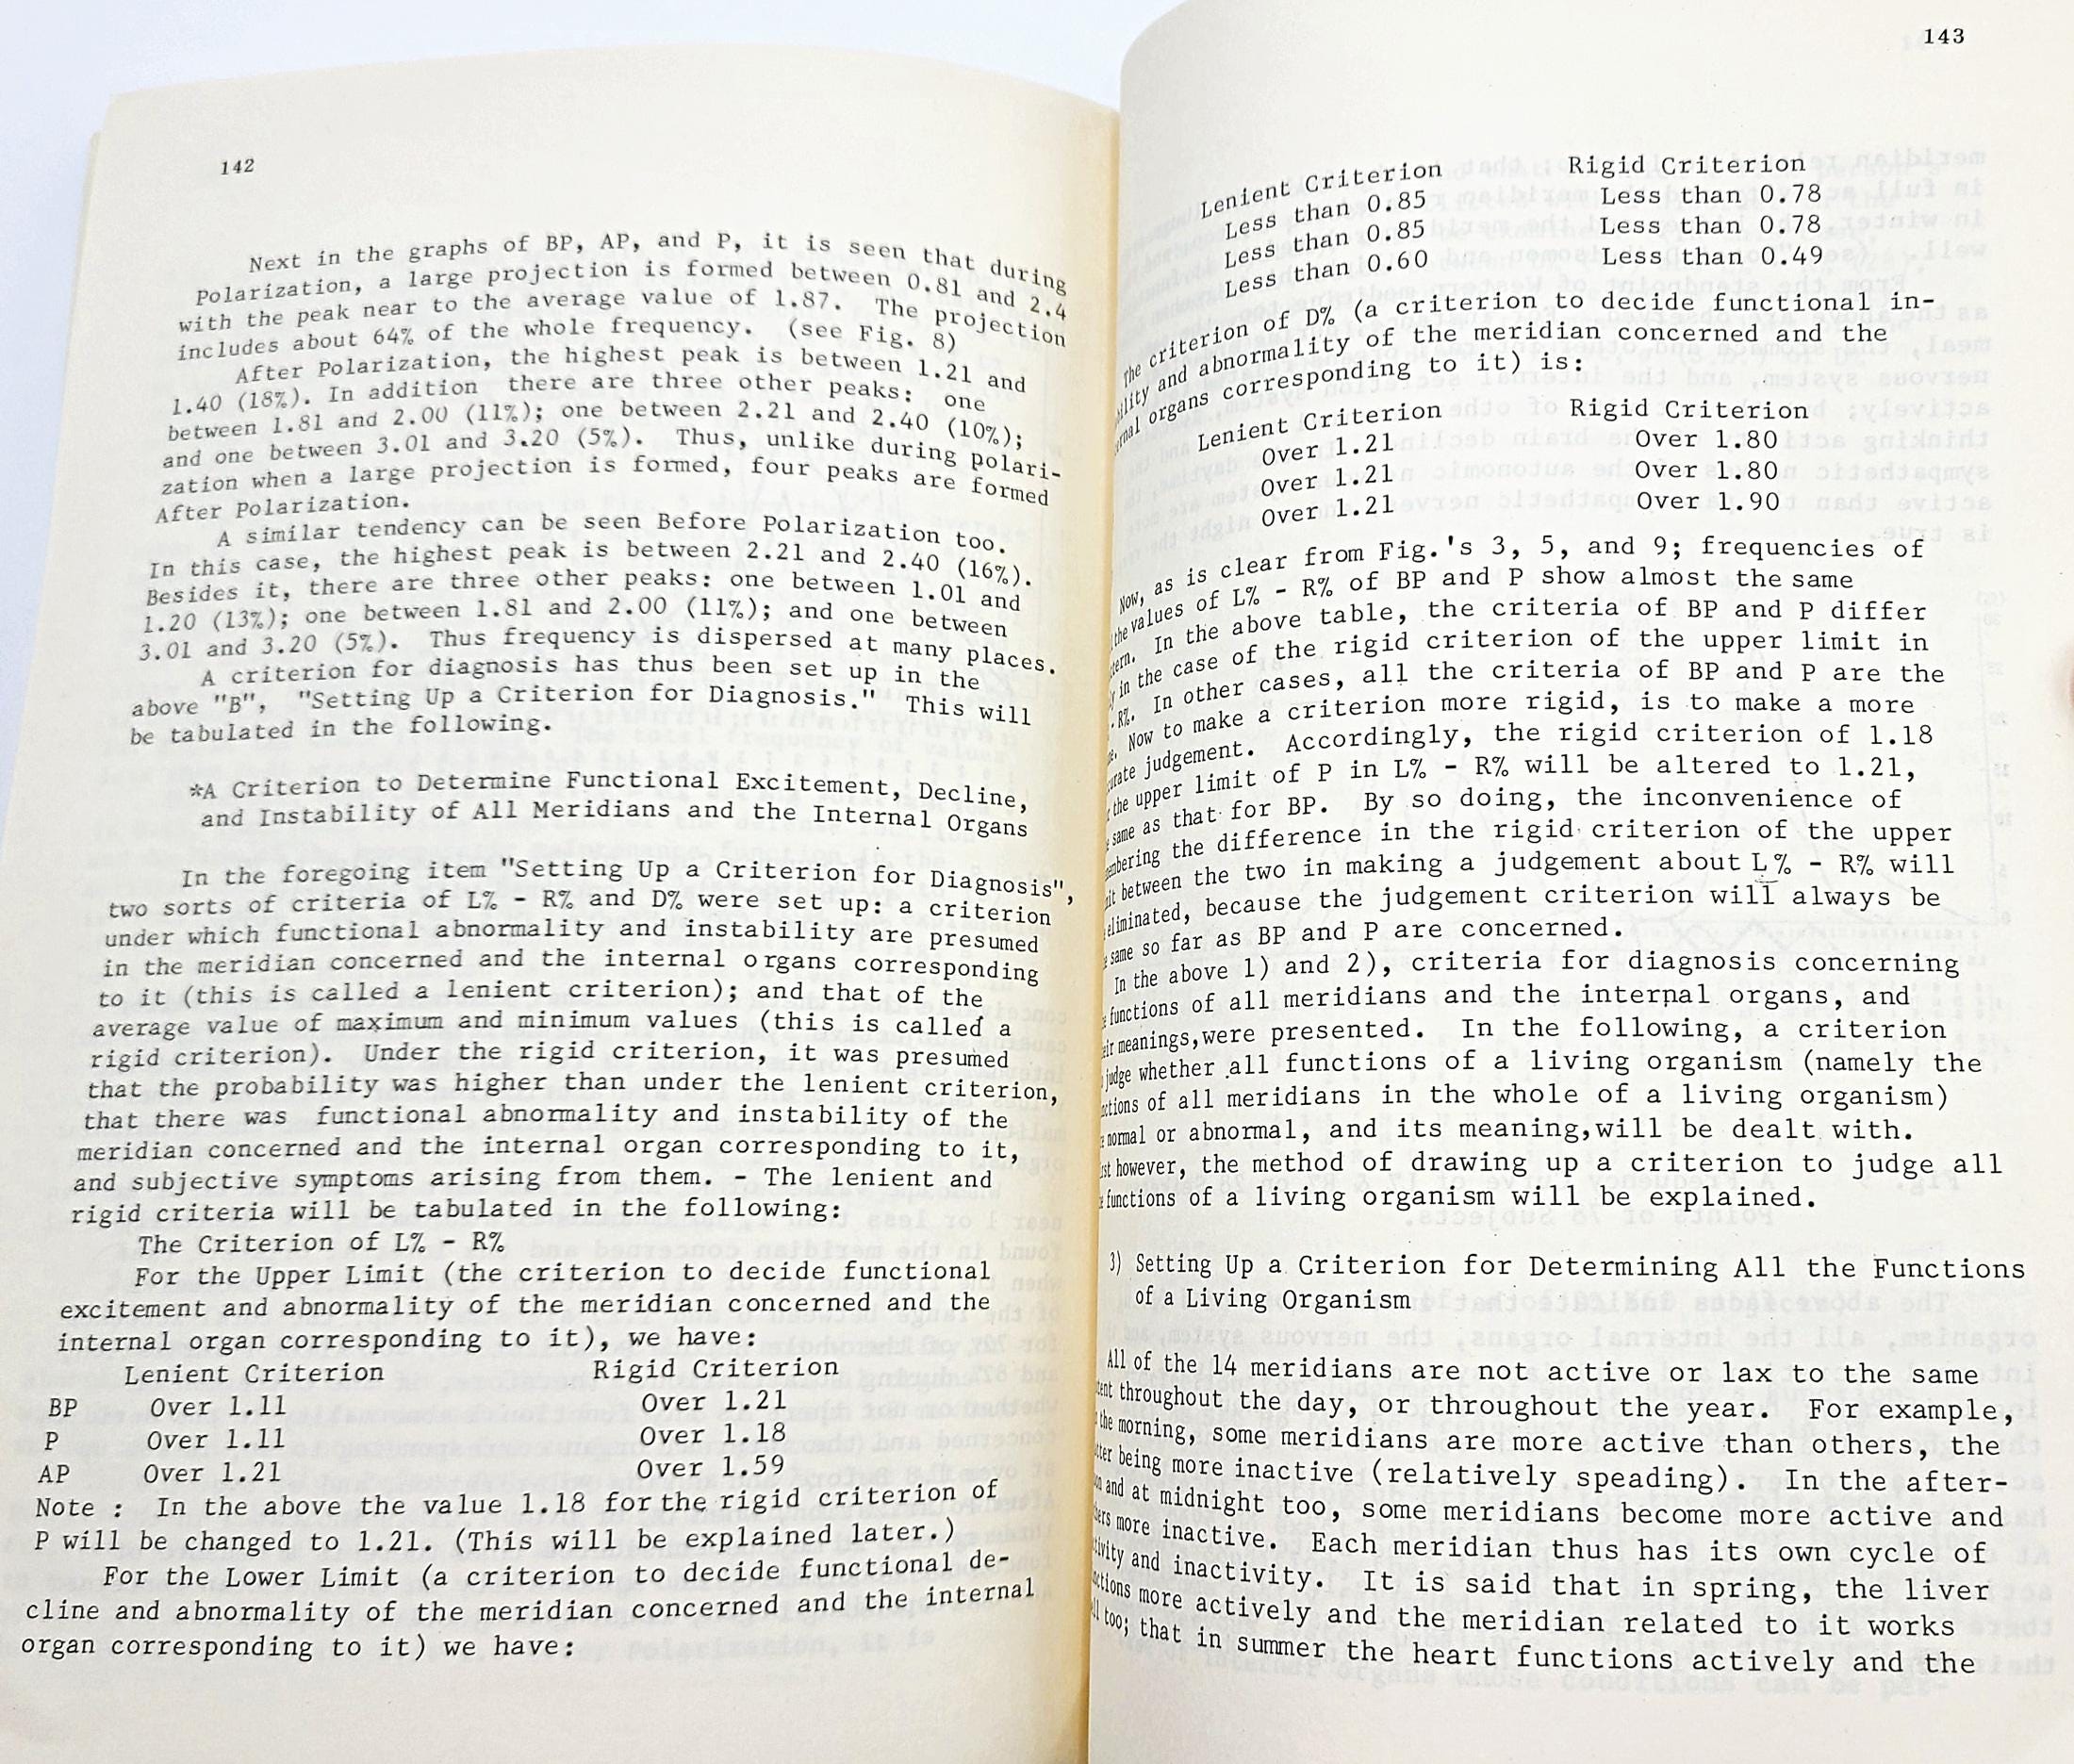 142
Next in the graphs of BP, AP, and P, it is seen that during
Polarization, a large projection is formed between 0.81 and 2.4
with the peak near to the average value of 1.87. The projection
includes about 64% of the whole frequency. (see Fig. 8)
After Polarization, the highest peak is between 1.21 and
1.40 (18%). In addition there are three other peaks: one
between 1.81 and 2.00 (11%); one between 2.21 and 2.40 (10%);
and one between 3.01 and 3.20 (5%). Thus, unlike during polari-
zation when a large projection is formed, four peaks are formed
After Polarization.
A similar tendency can be seen Before Polarization too.
In this case, the highest peak is between 2.21 and 2.40 (16%).
Besides it, there are three other peaks: one between 1.01 and
1.20 (13%); one between 1.81 and 2.00 (11%); and one between
3.01 and 3.20 (5%). Thus frequency is dispersed at many places.
A criterion for diagnosis has thus been set up in the
above "B", "Setting Up a Criterion for Diagnosis." This will
be tabulated in the following.
*A Criterion to Determine Functional Excitement, Decline,
and Instability of All Meridians and the Internal Organs
In the foregoing item "Setting Up a Criterion for Diagnosis",
two sorts of criteria of L% - R% and D% were set up: a criterion
under which functional abnormality and instability are presumed
in the meridian concerned and the internal organs corresponding
to it (this is called a lenient criterion); and that of the
average value of maximum and minimum values (this is called a
rigid criterion). Under the rigid criterion, it was presumed
that the probability was higher than under the lenient criterion,
that there was functional abnormality and instability of the
meridian concerned and the internal organ corresponding to it,
and subjective symptoms arising from them. - The lenient and
rigid criteria will be tabulated in the following:
The Criterion of L% - R%
For the Upper Limit (the criterion to decide functional
excitement and abnormality of the meridian concerned and the
internal organ corresponding to it), we have:
Lenient Criterion Rigid Criterion
BP Over 1.11 Over 1.21
P Over 1.11 Over 1.18
AP Over 1.21 Over 1.59
Note : In the above the value 1.18 for the rigid criterion of
P will be changed to 1.21. (This will be explained later.)
For the Lower Limit (a criterion to decide functional de-
cline and abnormality of the meridian concerned and the internal
organ corresponding to it) we have:
143
Lenient Criterion Rigid Criterion
Less than 0.85 Less than 0.78
Less than 0.85 Less than 0.78
Less than 0.60 Less than 0.49
The criterion of D% (a criterion to decide functional in-
and abnormality of the meridian concerned and the
organs corresponding to it) is:
Lenient Criterion Rigid Criterion
Over 1.21 Over 1.80
Over 1.21 Over 1.80
Over 1.21 Over 1.90
Now, as is clear from Fig.'s 3, 5, and 9; frequencies of
the values of L% - R% of BP and P show almost the same
In the above table, the criteria of BP and P differ
in the case of the rigid criterion of the upper limit in
R%. In other cases, all the criteria of BP and P are the
Now to make a criterion more rigid, is to make a more
judgement. Accordingly, the rigid criterion of 1.18
the upper limit of P in L% - R% will be altered to 1.21,
same as that for BP. By so doing, the inconvenience of
the difference in the rigid criterion of the upper
between the two in making a judgement about L% - R% will
eliminated, because the judgement criterion will always be
same so far as BP and P are concerned.
In the above 1) and 2), criteria for diagnosis concerning
functions of all meridians and the internal organs, and
meanings, were presented. In the following, a criterion
judge whether all functions of a living organism (namely the
of all meridians in the whole of a living organism)
normal or abnormal, and its meaning, will be dealt with.
however, the method of drawing up a criterion to judge all
functions of a living organism will be explained.
3) Setting Up a Criterion for Determining All the Functions
of a Living Organism
All of the 14 meridians are not active or lax to the same
throughout the day, or throughout the year. For example,
the morning, some meridians are more active than others, the
being more inactive (relatively speading). In the after-
and at midnight too, some meridians become more active and
more inactive. Each meridian thus has its own cycle of
and inactivity. It is said that in spring, the liver
more actively and the meridian related to it works
too; that in summer the heart functions actively and the